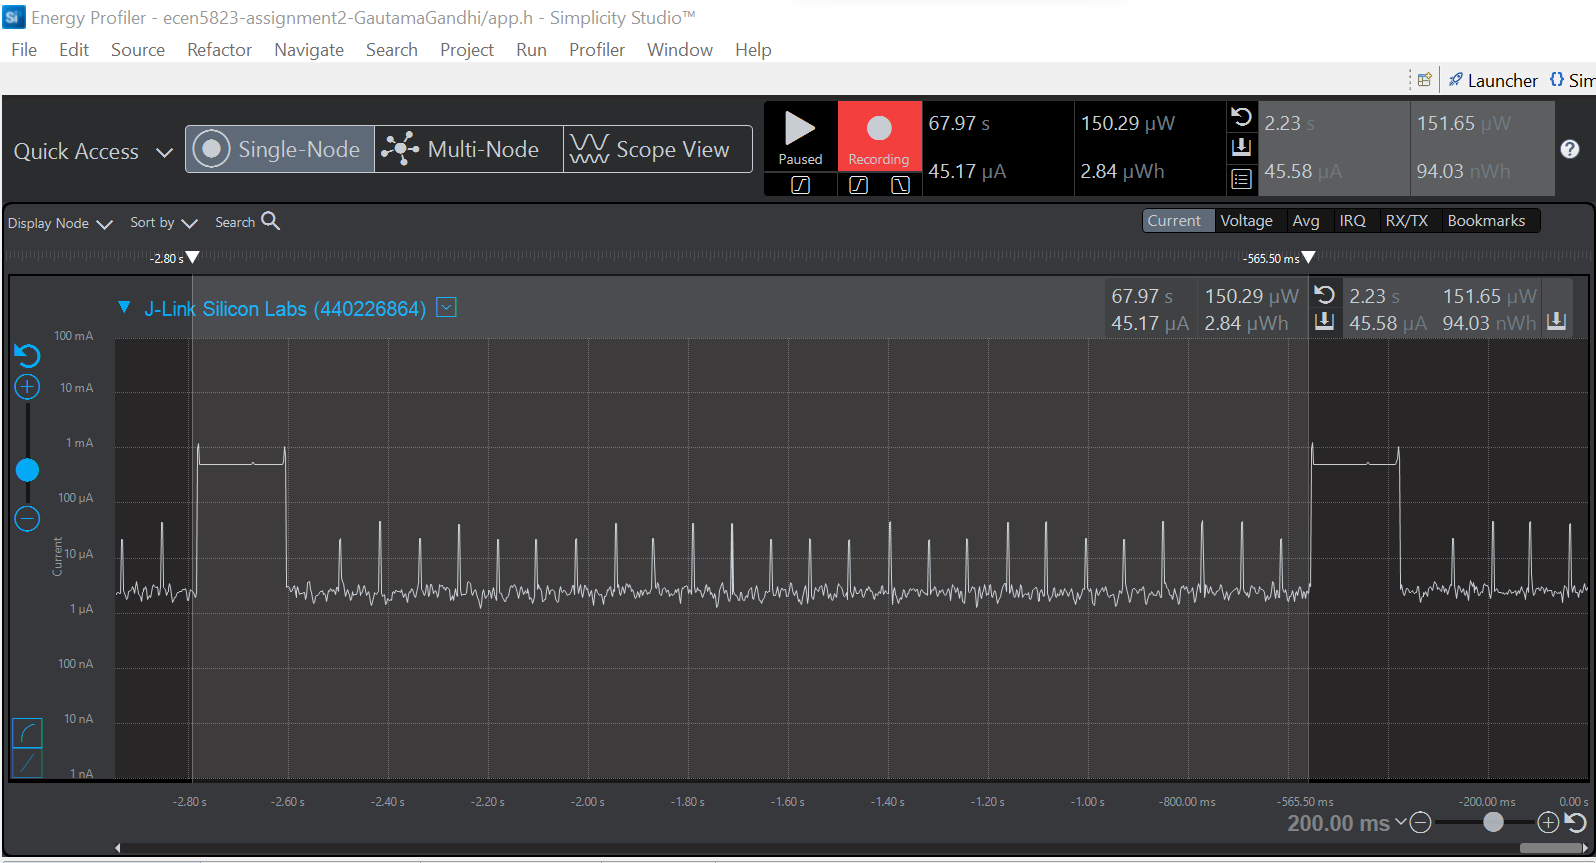 Si Energy Profiler - ecen5823-assignment2-GautamaGandhi/app.h - Simplicity Studio™
File Edit Source Refactor Navigate Search Project Run Profiler Window Help
Launcher {} Sim
Quick Access Single-Node Multi-Node Scope View
Paused Recording
67.97 s 150.29 µW 2.23 s 151.65 µW ?
45.17 µA 2.84 µWh 45.58 µA 94.03 nWh
Display Node Sort by Search
Current Voltage Avg IRQ RX/TX Bookmarks
-2.80 s -565.50 ms
J-Link Silicon Labs (440226864)
67.97 s 150.29 µW 2.23 s 151.65 µW
45.17 µA 2.84 µWh 45.58 µA 94.03 nWh
100 mA
10 mA
1 mA
100 µA
10 µA
1 µA
100 nA
10 nA
1 nA
Current
-2.80 s -2.60 s -2.40 s -2.20 s -2.00 s -1.80 s -1.60 s -1.40 s -1.20 s -1.00 s -800.00 ms -565.50 ms -200.00 ms 0.00 s
200.00 ms